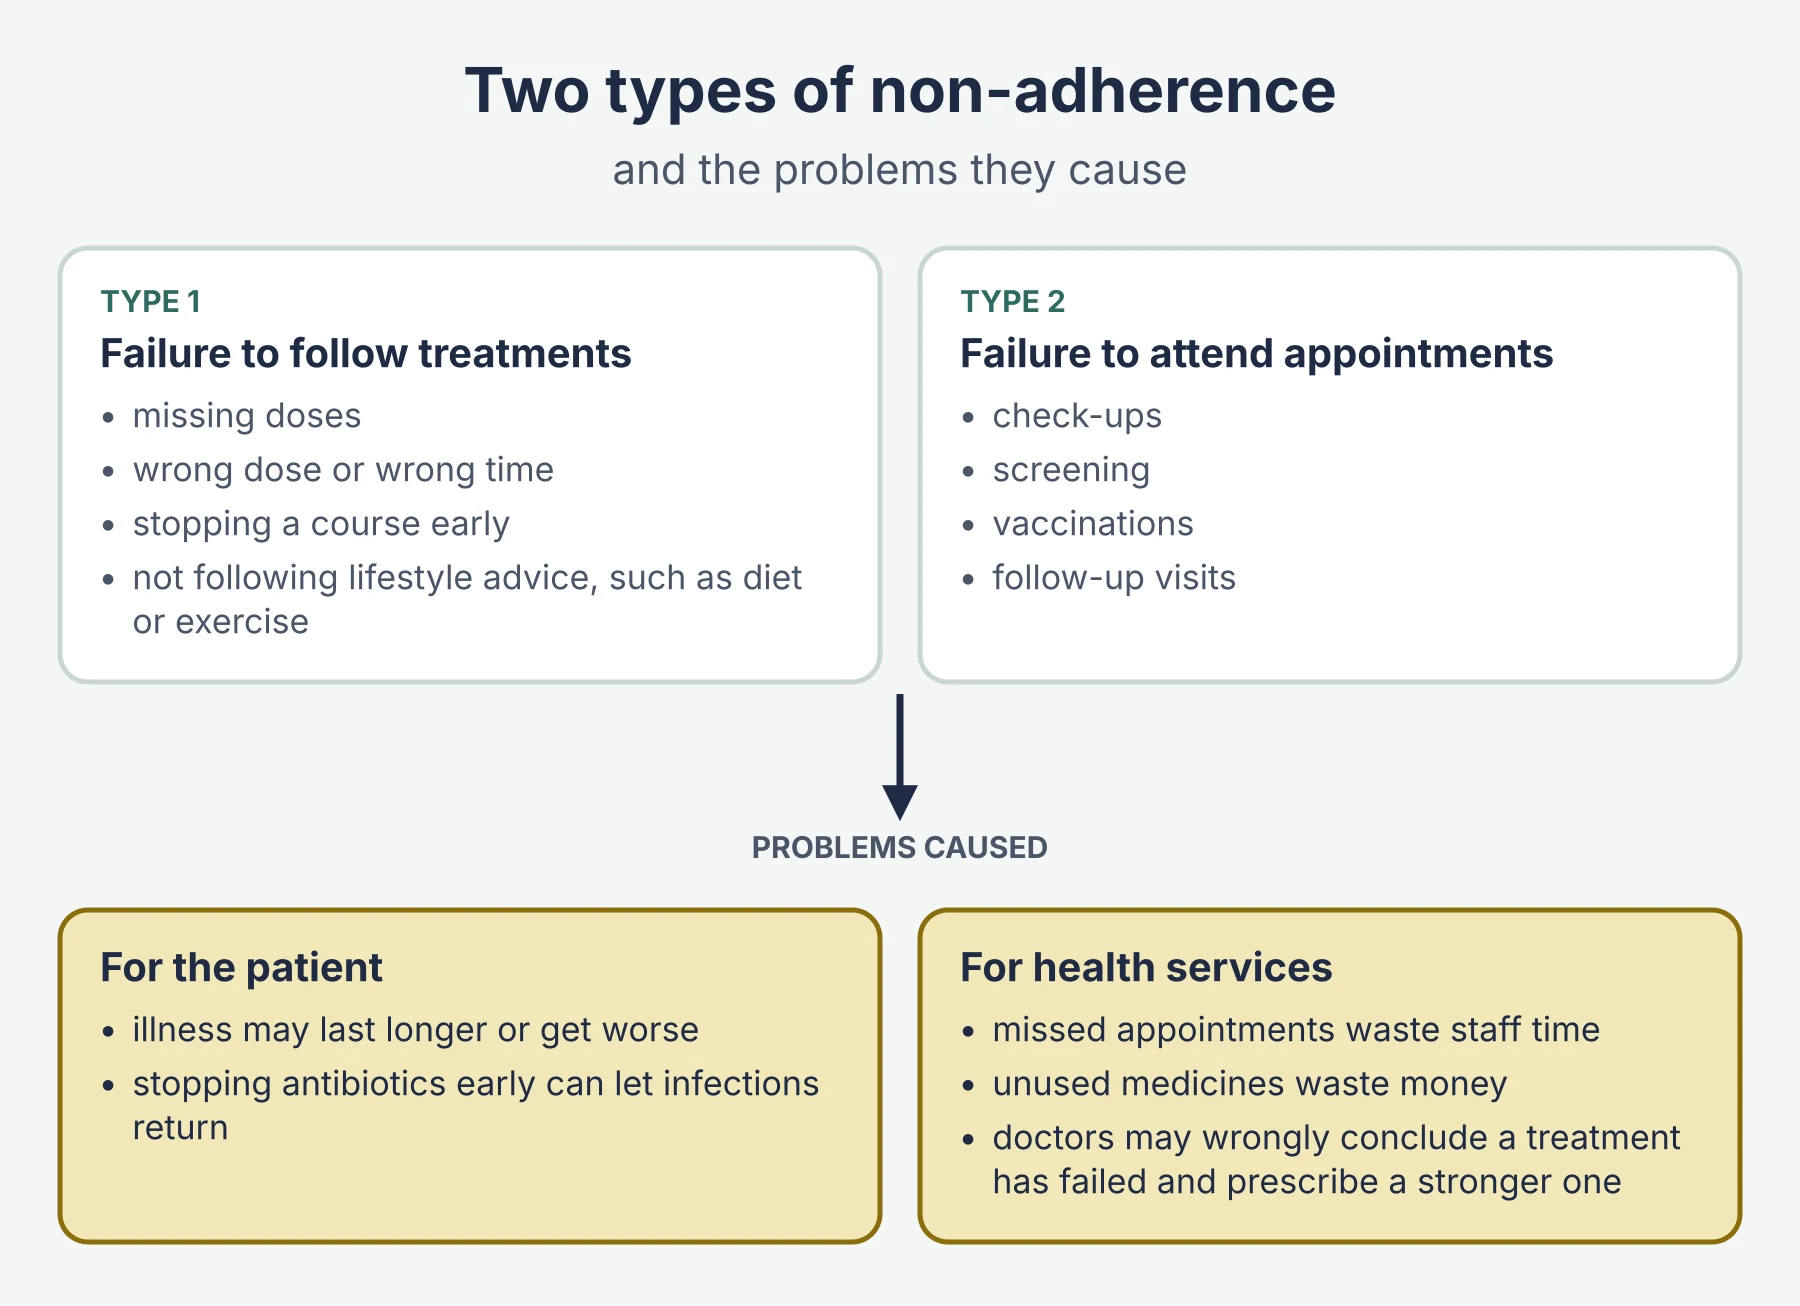 Two types of non-adherence
and the problems they cause
TYPE 1
Failure to follow treatments
• missing doses
• wrong dose or wrong time
• stopping a course early
• not following lifestyle advice, such as diet
or exercise
TYPE 2
Failure to attend appointments
• check-ups
• screening
• vaccinations
• follow-up visits
PROBLEMS CAUSED
For the patient
• illness may last longer or get worse
• stopping antibiotics early can let infections
return
For health services
• missed appointments waste staff time
• unused medicines waste money
• doctors may wrongly conclude a treatment
has failed and prescribe a stronger one